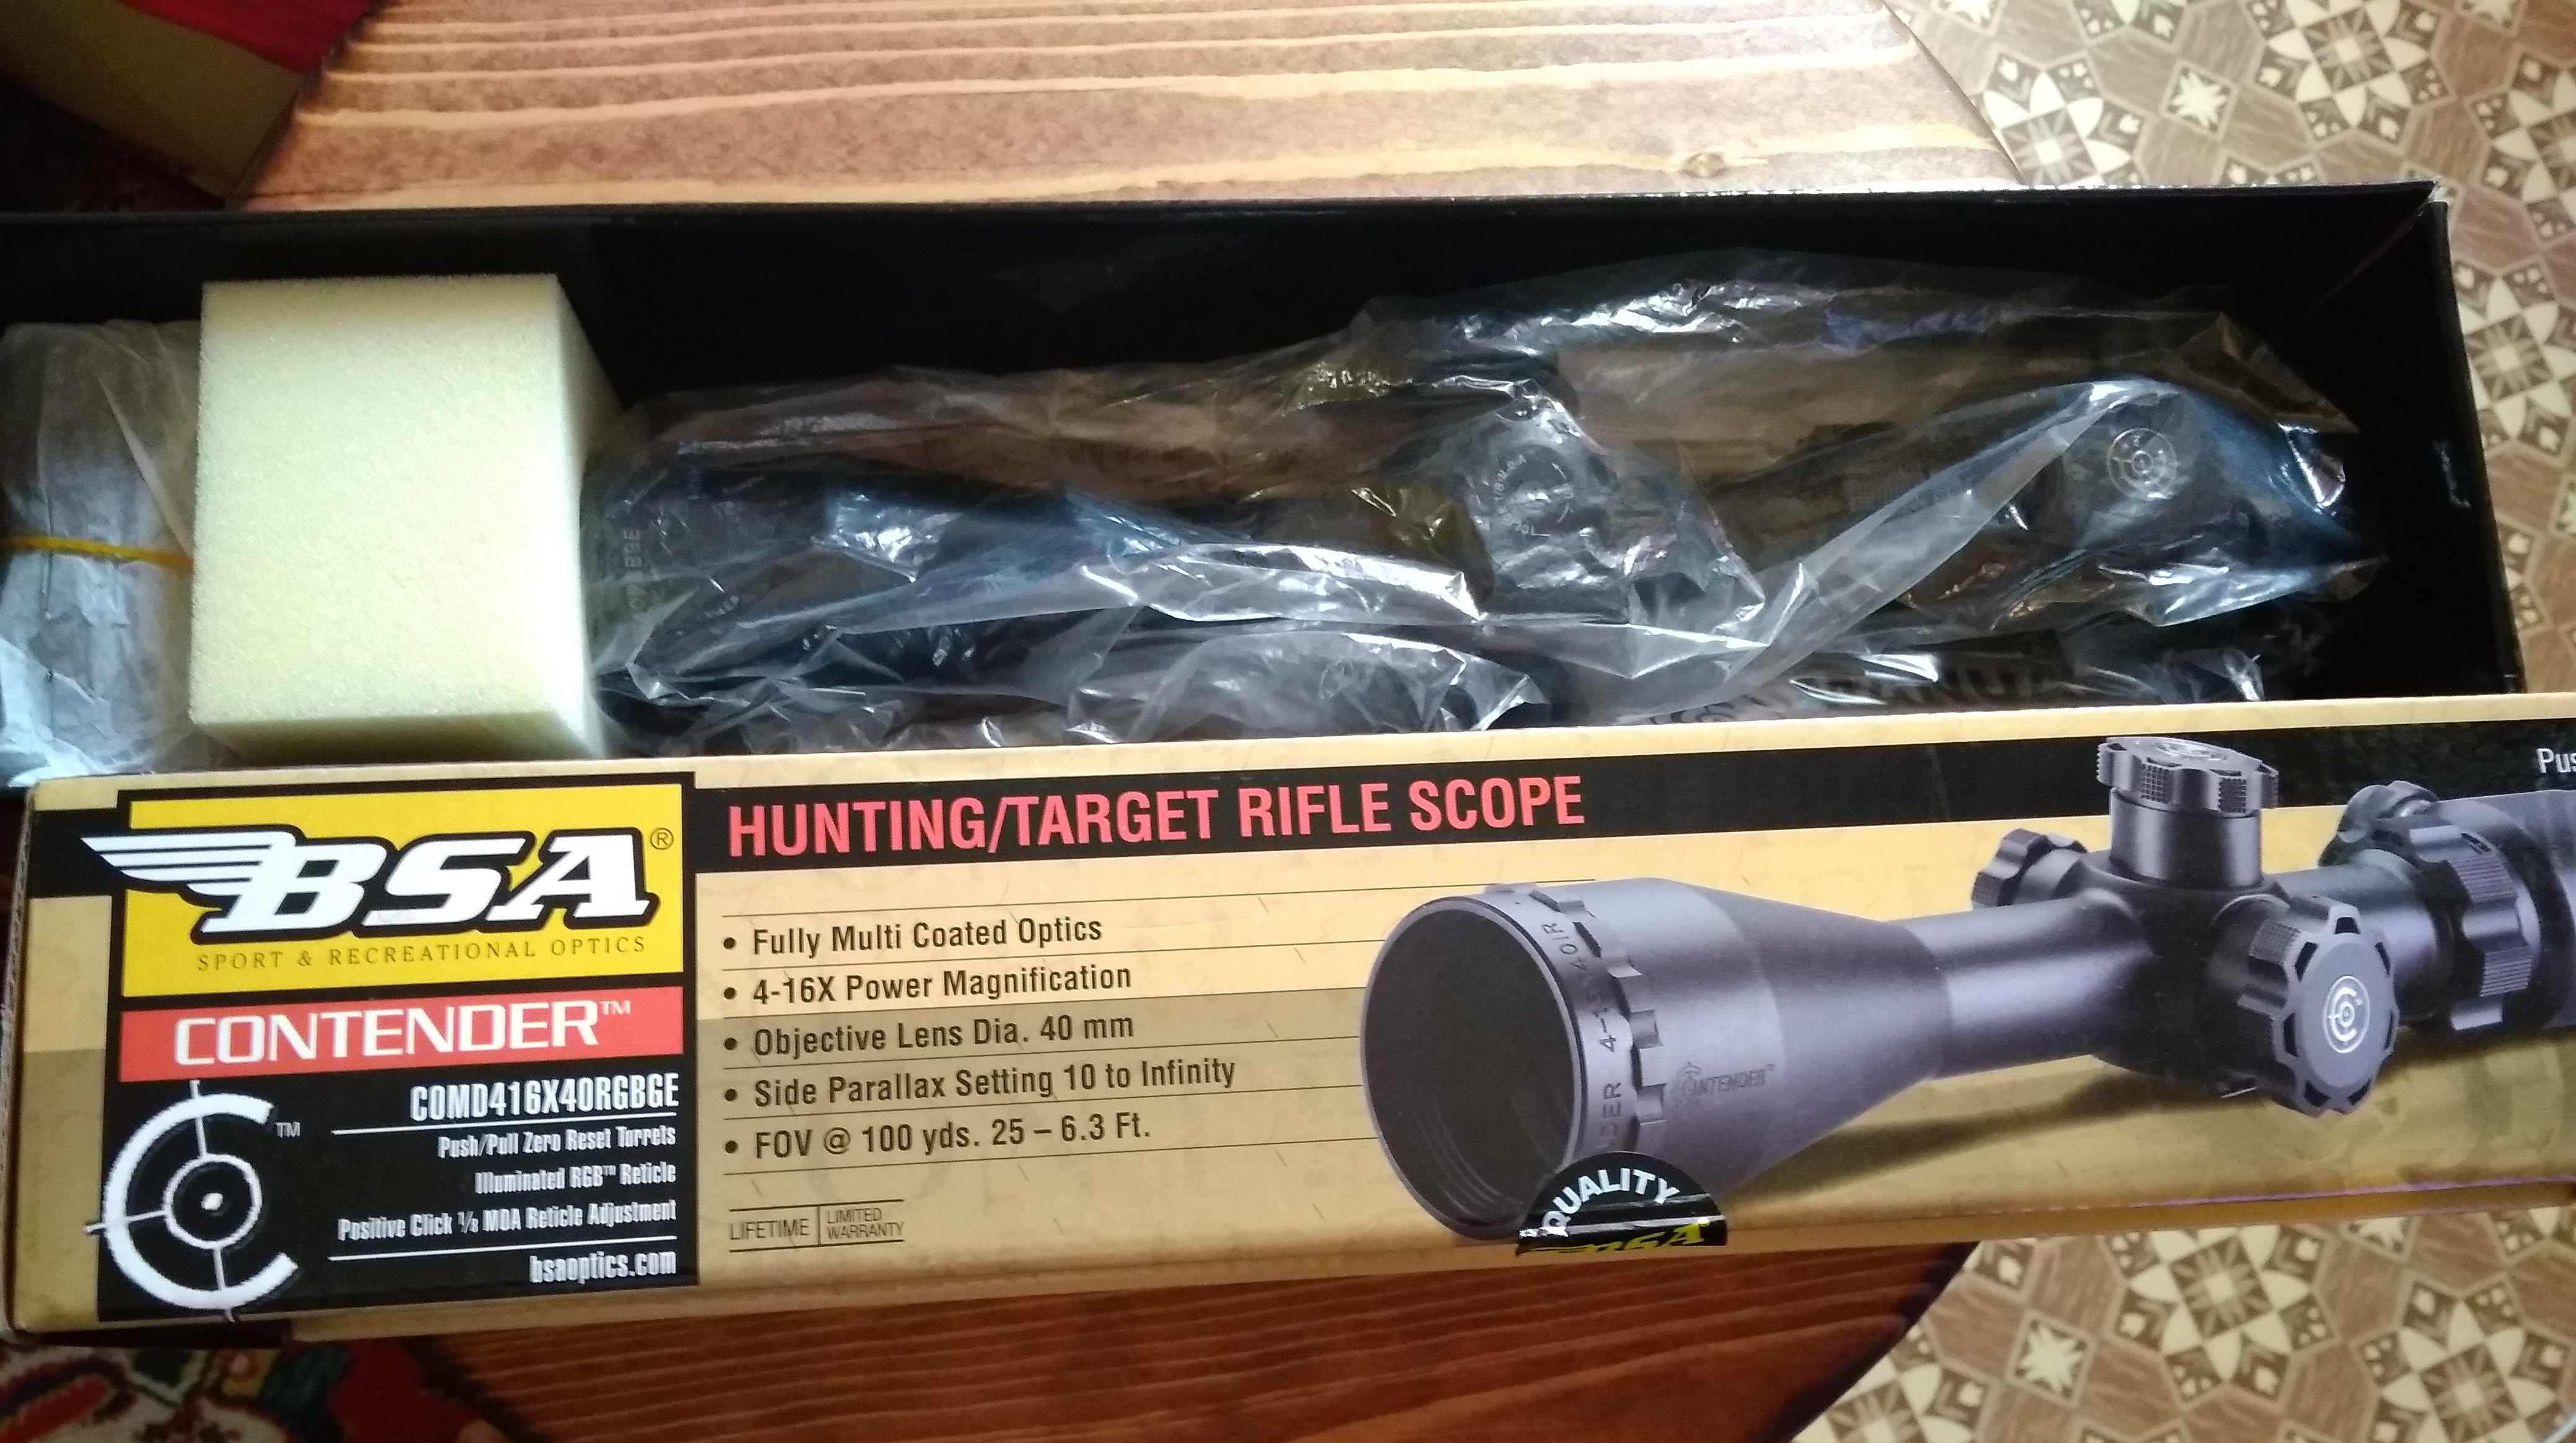 BSA®
SPORT & RECREATIONAL OPTICS
CONTENDER™
COMD416X40RGBGE
Push/Pull Zero Reset Turrets
Illuminated RGB™ Reticle
Positive Click 1/8 MOA Reticle Adjustment
bsaoptics.com
TM
HUNTING/TARGET RIFLE SCOPE
• Fully Multi Coated Optics
• 4-16X Power Magnification
• Objective Lens Dia. 40 mm
• Side Parallax Setting 10 to Infinity
• FOV @ 100 yds. 25 – 6.3 Ft.
LIFETIME
LIMITED
WARRANTY
CONTENDER™
QUALITY
BSA